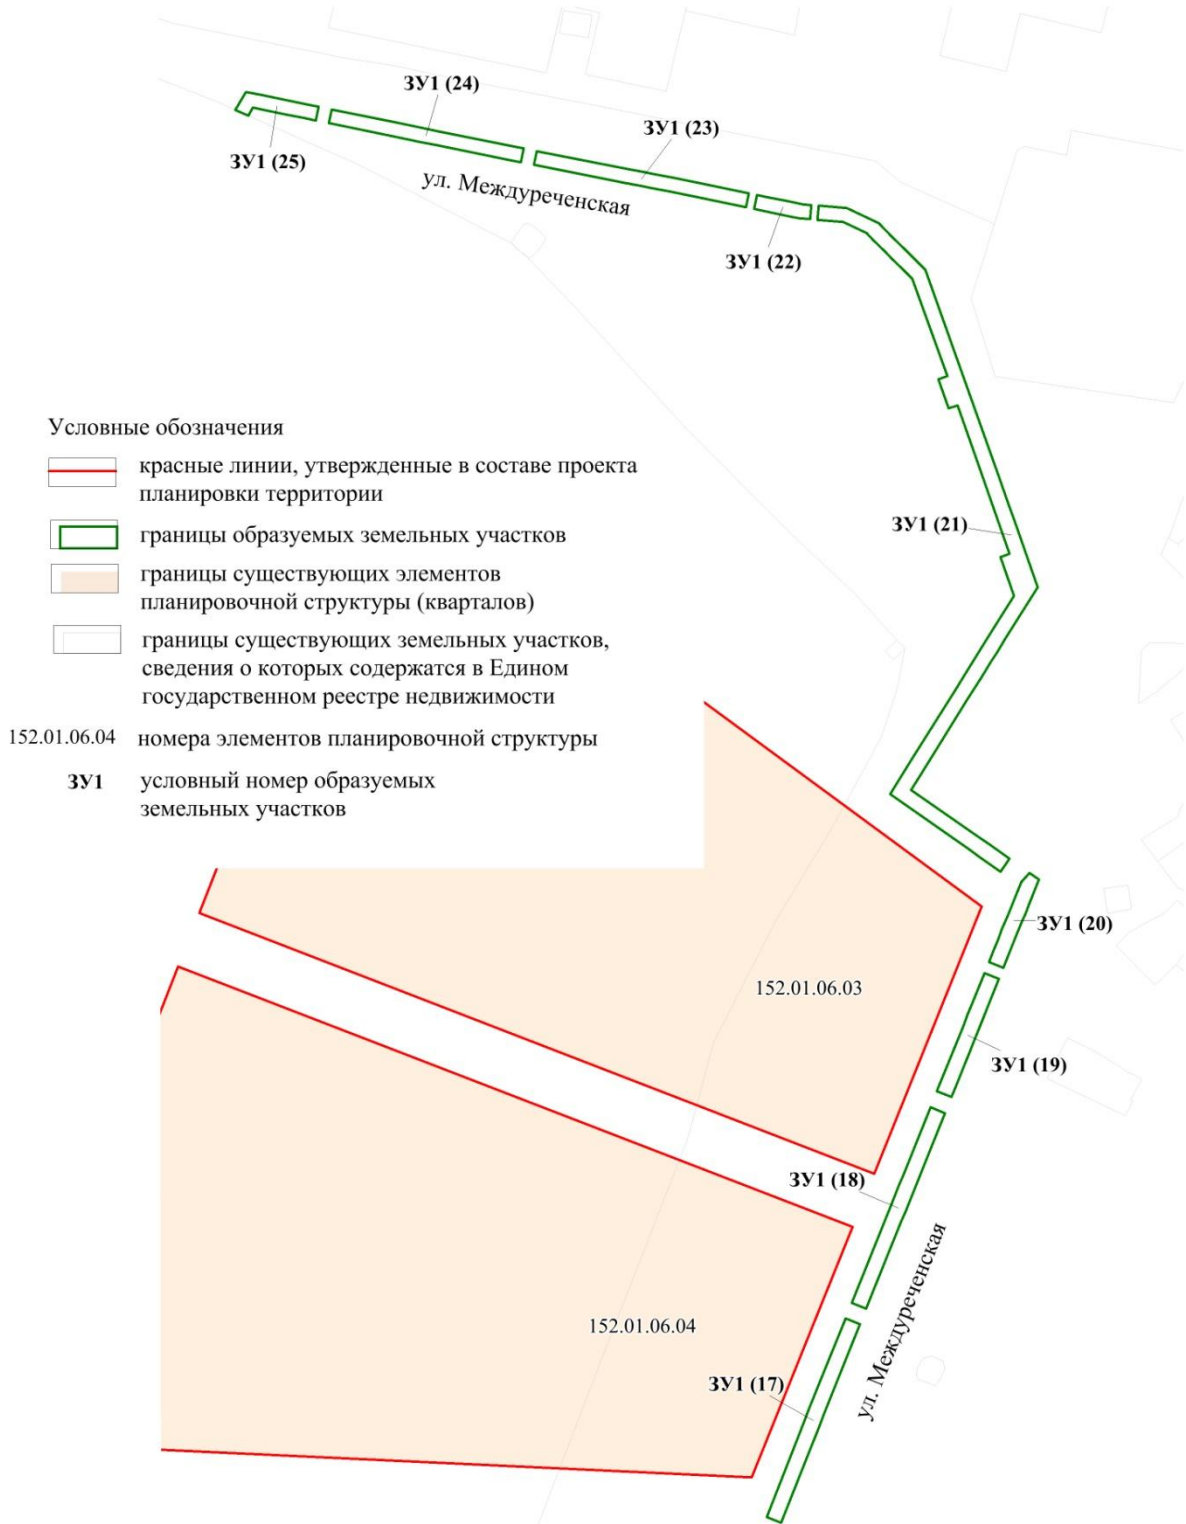 ЗУ1 (24)
ЗУ1 (23)
ЗУ1 (25)
ул. Междуреченская
ЗУ1 (22)
Условные обозначения
красные линии, утвержденные в составе проекта
планировки территории
ЗУ1 (21)
границы образуемых земельных участков
границы существующих элементов
планировочной структуры (кварталов)
границы существующих земельных участков,
сведения о которых содержатся в Едином
государственном реестре недвижимости
152.01.06.04 номера элементов планировочной структуры
ЗУ1 условный номер образуемых
земельных участков
ЗУ1 (20)
152.01.06.03
ЗУ1 (19)
ЗУ1 (18)
ул. Междуреченская
152.01.06.04
ЗУ1 (17)